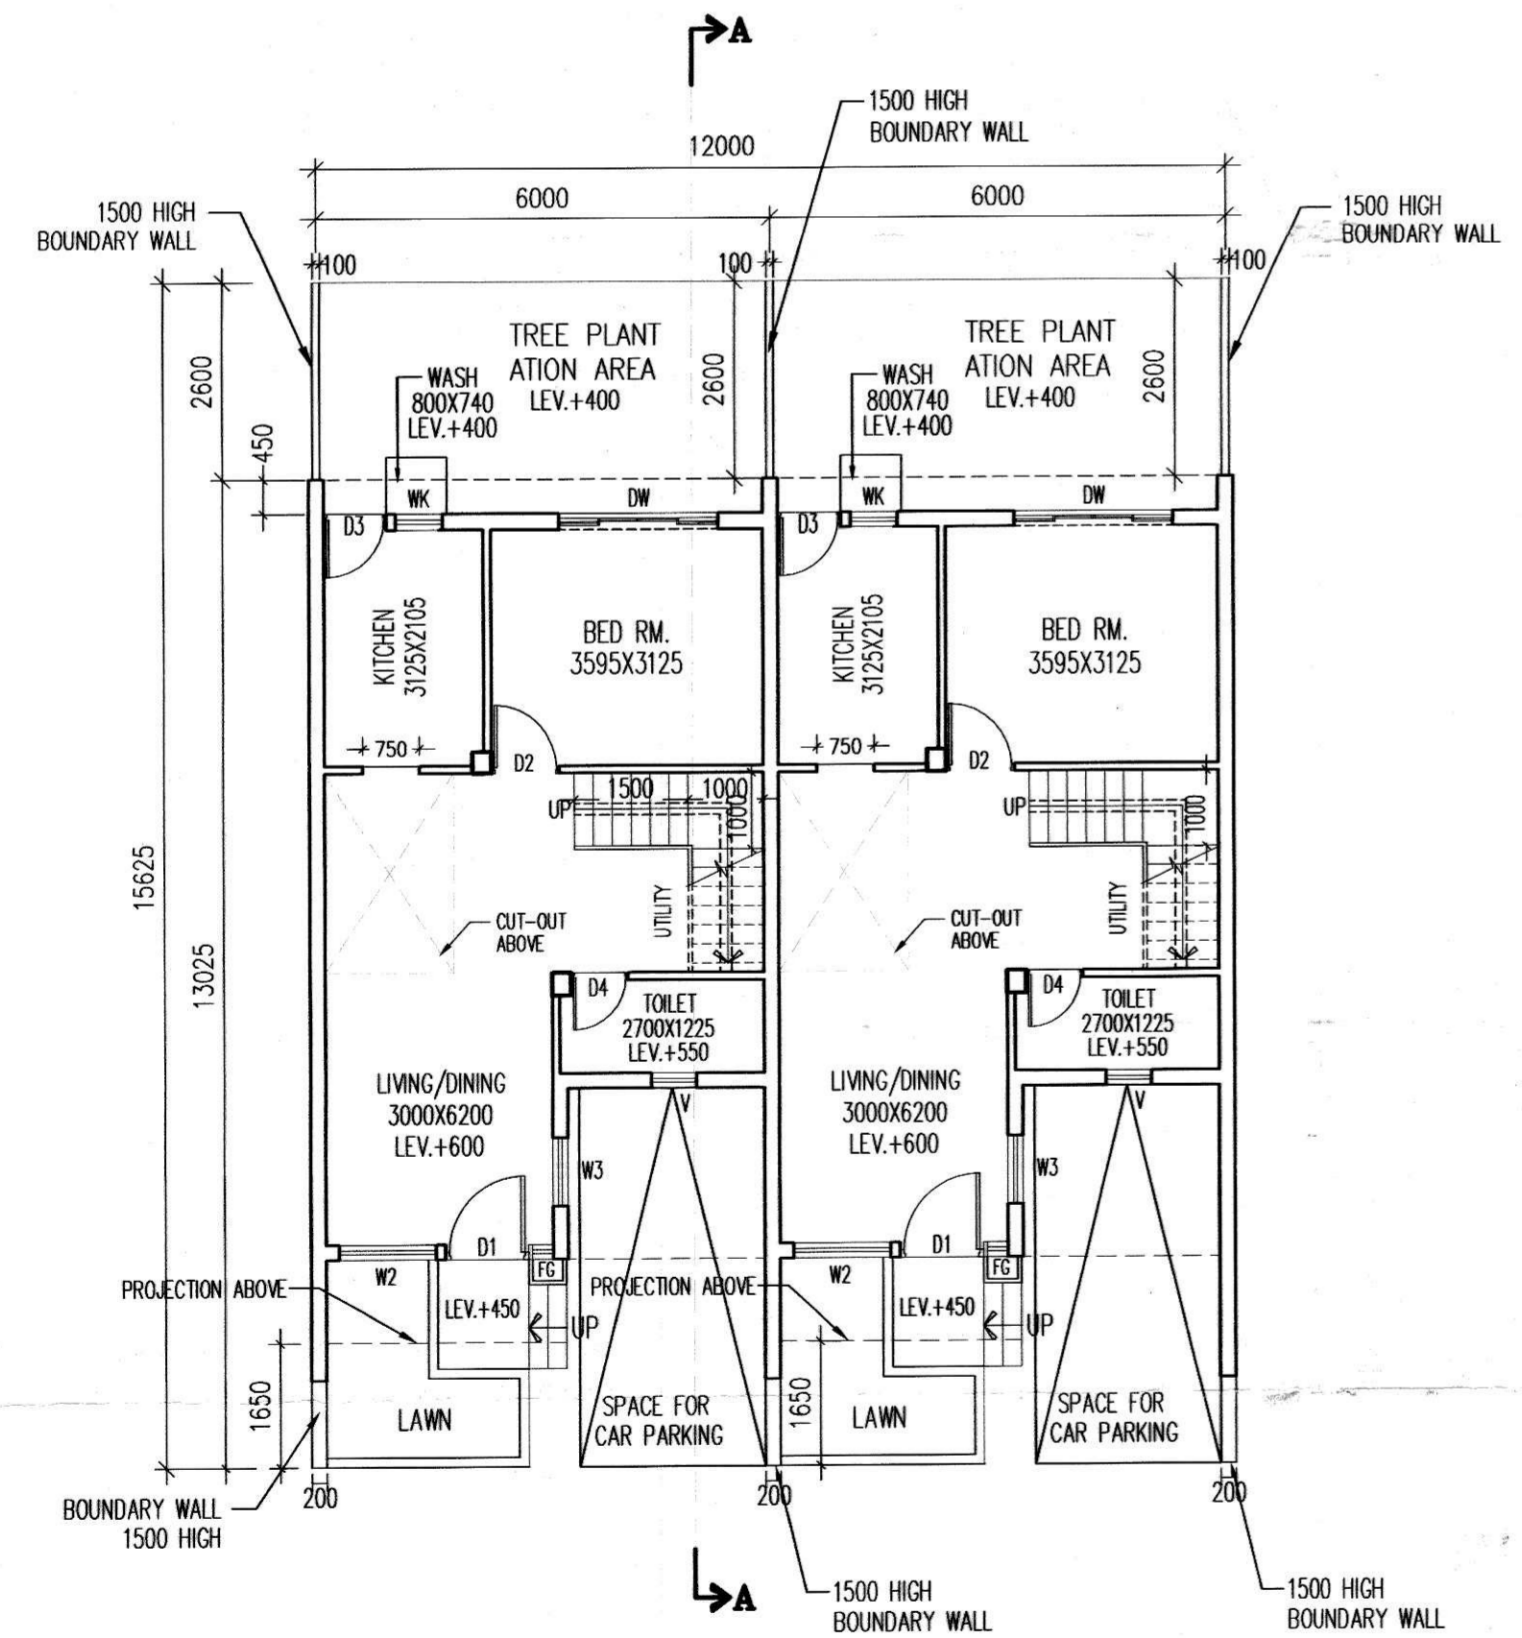 A
1500 HIGH
BOUNDARY WALL
12000
6000
6000
1500 HIGH
BOUNDARY WALL
1500 HIGH
BOUNDARY WALL
100
100
100
TREE PLANT
ATION AREA
LEV.+400
TREE PLANT
ATION AREA
LEV.+400
2600
2600
2600
WASH
800X740
LEV.+400
WASH
800X740
LEV.+400
450
WK
DW
WK
DW
D3
D3
KITCHEN
3125X2105
BED RM.
3595X3125
KITCHEN
3125X2105
BED RM.
3595X3125
750
D2
750
D2
1500
1000
UP
1000
UP
1000
15625
13025
UTILITY
UTILITY
CUT-OUT
ABOVE
CUT-OUT
ABOVE
D4
TOILET
2700X1225
LEV.+550
D4
TOILET
2700X1225
LEV.+550
LIVING/DINING
3000X6200
LEV.+600
LIVING/DINING
3000X6200
LEV.+600
V
V
W3
W3
D1
D1
W2
FG
W2
FG
PROJECTION ABOVE
PROJECTION ABOVE
LEV.+450
UP
LEV.+450
UP
1650
1650
LAWN
SPACE FOR
CAR PARKING
LAWN
SPACE FOR
CAR PARKING
200
200
200
BOUNDARY WALL
1500 HIGH
A
1500 HIGH
BOUNDARY WALL
1500 HIGH
BOUNDARY WALL